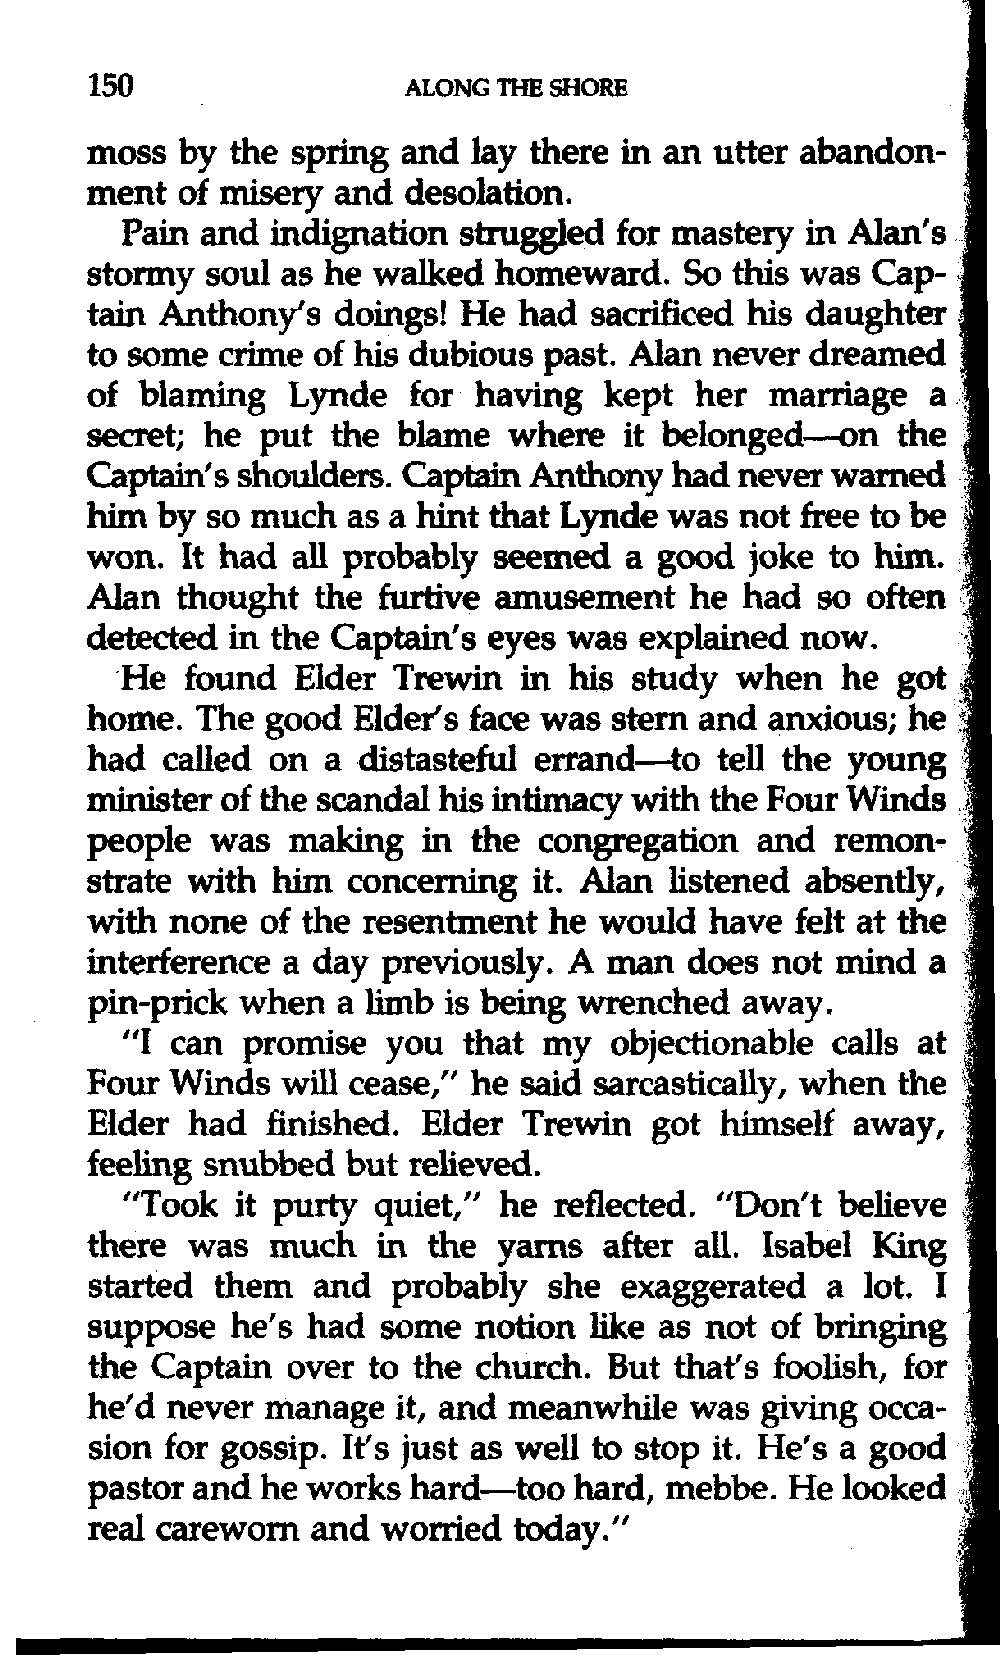 150 ALONG THE SHORE
moss by the spring and lay there in an utter abandon-
ment of misery and desolation.
Pain and indignation struggled for mastery in Alan's
stormy soul as he walked homeward. So this was Cap-
tain Anthony's doings! He had sacrificed his daughter
to some crime of his dubious past. Alan never dreamed
of blaming Lynde for having kept her marriage a
secret; he put the blame where it belonged—on the
Captain's shoulders. Captain Anthony had never warned
him by so much as a hint that Lynde was not free to be
won. It had all probably seemed a good joke to him.
Alan thought the furtive amusement he had so often
detected in the Captain's eyes was explained now.
He found Elder Trewin in his study when he got
home. The good Elder's face was stern and anxious; he
had called on a distasteful errand—to tell the young
minister of the scandal his intimacy with the Four Winds
people was making in the congregation and remon-
strate with him concerning it. Alan listened absently,
with none of the resentment he would have felt at the
interference a day previously. A man does not mind a
pin-prick when a limb is being wrenched away.
"I can promise you that my objectionable calls at
Four Winds will cease," he said sarcastically, when the
Elder had finished. Elder Trewin got himself away,
feeling snubbed but relieved.
"Took it purty quiet," he reflected. "Don't believe
there was much in the yarns after all. Isabel King
started them and probably she exaggerated a lot. I
suppose he's had some notion like as not of bringing
the Captain over to the church. But that's foolish, for
he'd never manage it, and meanwhile was giving occa-
sion for gossip. It's just as well to stop it. He's a good
pastor and he works hard—too hard, mebbe. He looked
real careworn and worried today."